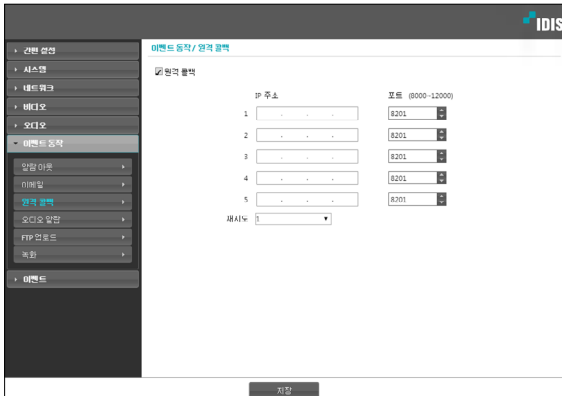 IDIS
이벤트 동작 / 원격 콜백
간편 설정
시스템
네트워크
비디오
오디오
이벤트 동작
알람 아웃
이메일
원격 콜백
오디오 알람
FTP 업로드
녹화
이벤트
원격 콜백
IP 주소 포트 (8000~12000)
1 . . . 8201
2 . . . 8201
3 . . . 8201
4 . . . 8201
5 . . . 8201
재시도 1
저장